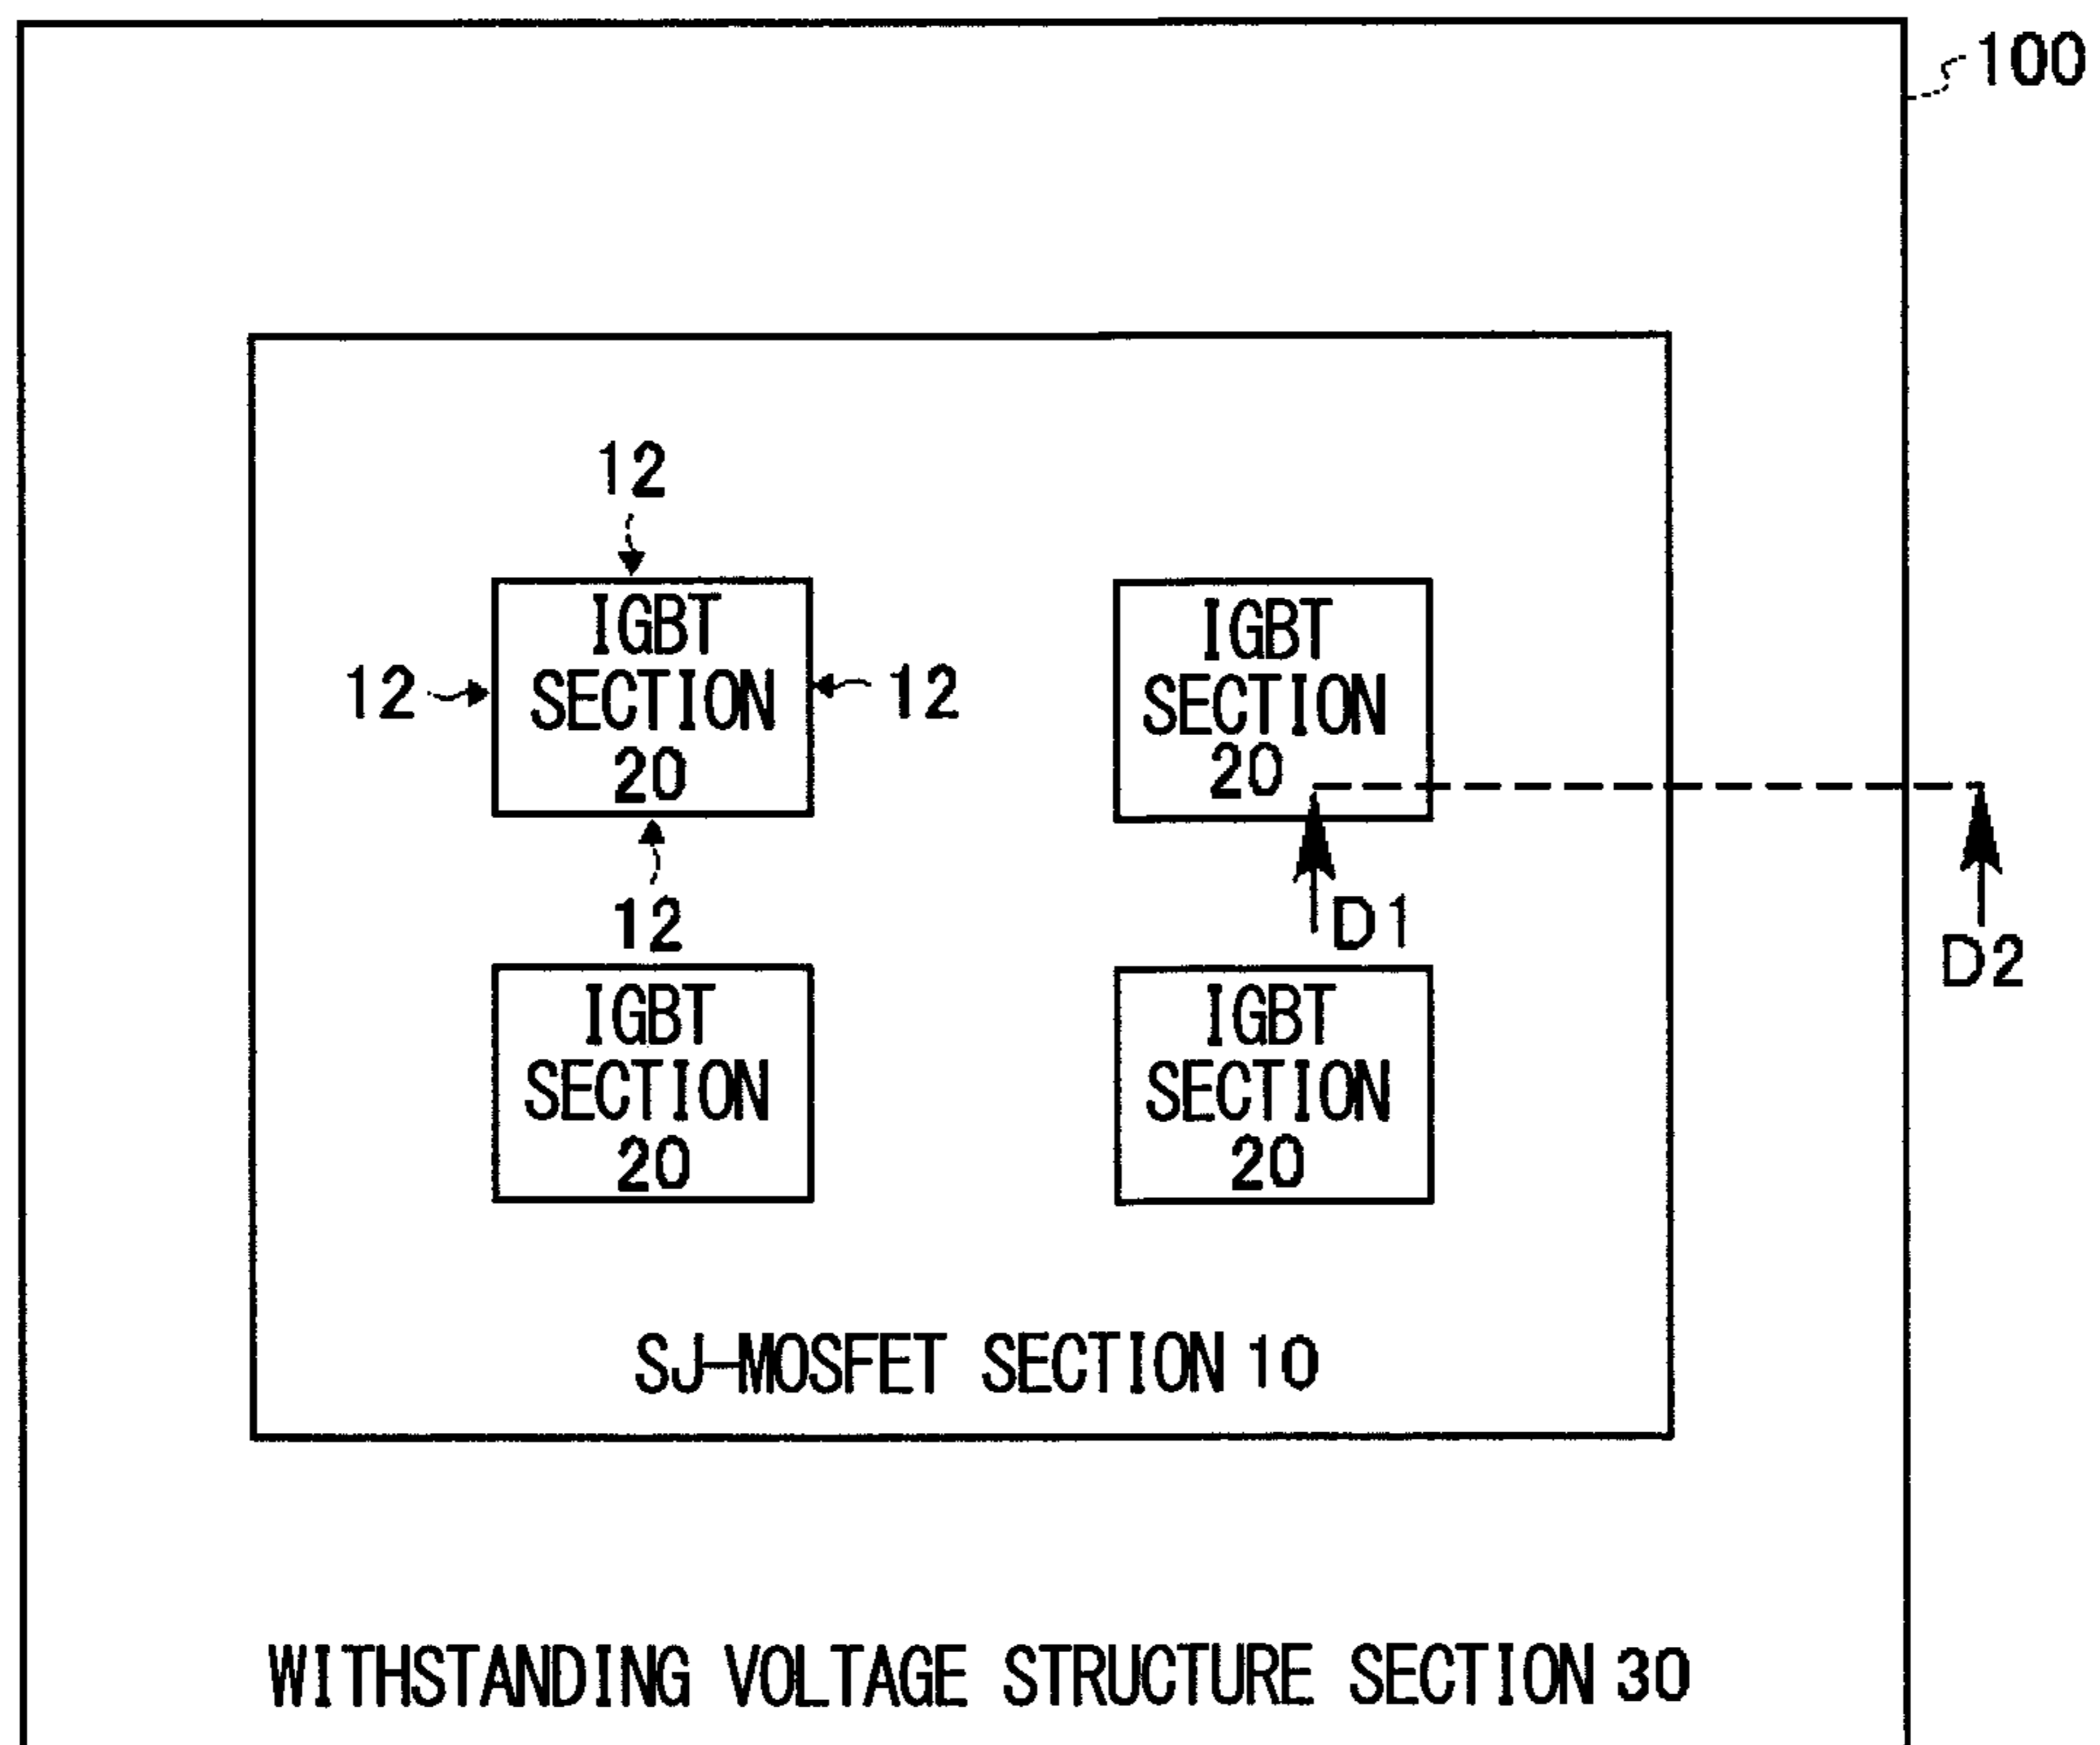 100
12
IGBT
SECTION
20
12
12
12
IGBT
SECTION
20
D1
D2
IGBT
SECTION
20
IGBT
SECTION
20
SJ-MOSFET SECTION 10
WITHSTANDING VOLTAGE STRUCTURE SECTION 30